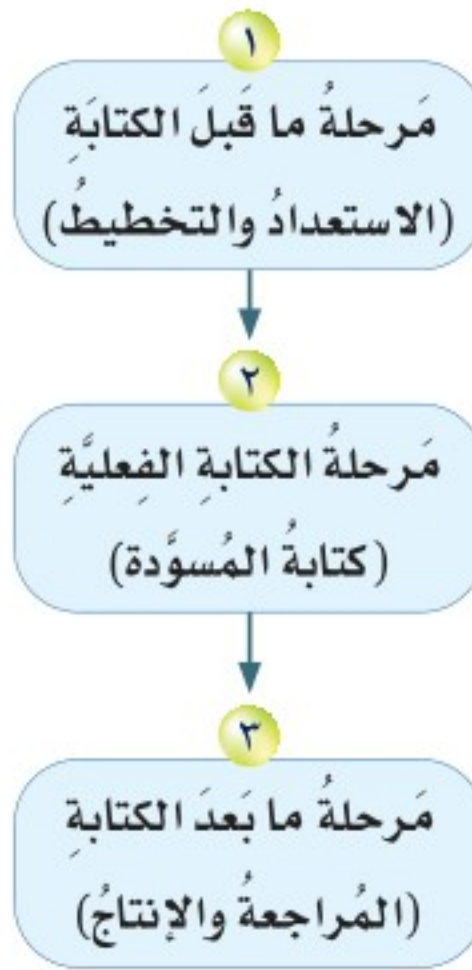 ١
مَرحلةُ ما قَبلَ الكتابَةِ
(الاستعدادُ والتخطيطُ)
٢
مَرحلةُ الكتابةِ الفِعليَّةِ
(كتابةُ المُسوَّدة)
٣
مَرحلةُ ما بَعدَ الكتابةِ
(المُراجعةُ والإنتاجُ)